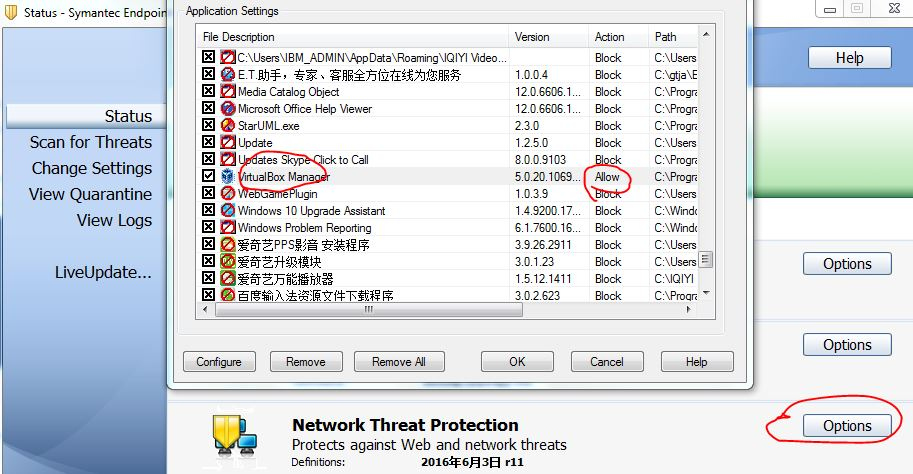 Status - Symantec Endpoin
Application Settings
File Description Version Action Path
C:\Users\IBM_ADMIN\AppData\Roaming\IQIYI Video... Block C:\Users
E.T.助手，专家、客服全方位在线为您服务 1.0.0.4 Block C:\gtja\E
Media Catalog Object 12.0.6606.1... Block C:\Progra
Microsoft Office Help Viewer 12.0.6606.1... Block C:\Progra
StarUML.exe 2.3.0 Block C:\Progra
Update 1.2.5.0 Block C:\Progra
Updates Skype Click to Call 8.0.0.9103 Block C:\Progra
VirtualBox Manager 5.0.20.1069... Allow C:\Progra
WebGamePlugin 1.0.3.9 Block C:\Users
Windows 10 Upgrade Assistant 1.4.9200.17... Block C:\Windo
Windows Problem Reporting 6.1.7600.16... Block C:\Windo
爱奇艺PPS影音 安装程序 3.9.26.2911 Block C:\Users
爱奇艺升级模块 3.0.1.23 Block C:\Users
爱奇艺万能播放器 1.5.12.1411 Block C:\IQIYI
百度输入法资源文件下载程序 3.0.2.623 Block C:\Progra
Configure Remove Remove All OK Cancel Help
Status
Scan for Threats
Change Settings
View Quarantine
View Logs
LiveUpdate...
Help
Options
Options
Network Threat Protection
Protects against Web and network threats
Definitions: 2016年6月3日 r11
Options